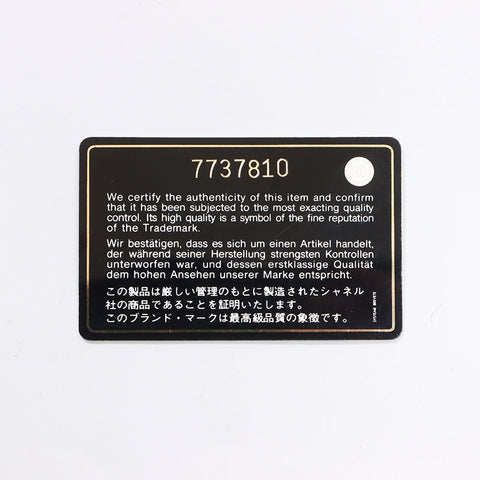 7737810
We certify the authenticity of this item and confirm
that it has been subjected to the most exacting quality
control. Its high quality is a symbol of the fine reputation
of the Trademark.
Wir bestätigen, dass es sich um einen Artikel handelt,
der während seiner Herstellung strengsten Kontrollen
unterworfen war, und dessen erstklassige Qualität
dem hohen Ansehen unserer Marke entspricht.
この製品は厳しい管理のもとに製造されたシャネル
社の商品であることを証明いたします。
このブランド・マークは最高級品質の象徴です。